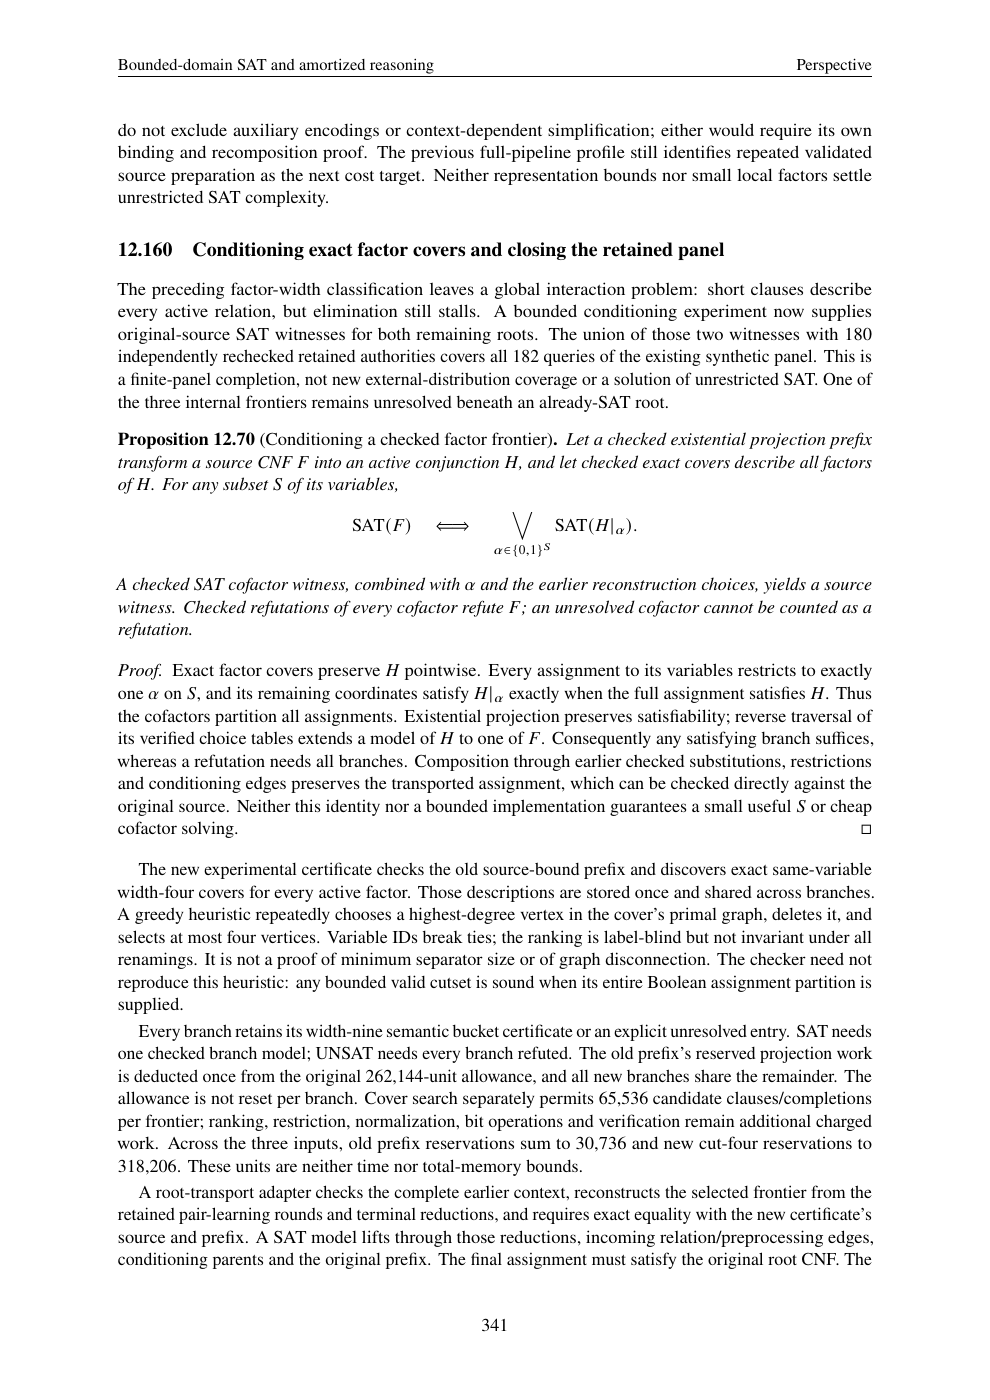 Bounded-domain SAT and amortized reasoning Perspective
do not exclude auxiliary encodings or context-dependent simplification; either would require its own
binding and recomposition proof. The previous full-pipeline profile still identifies repeated validated
source preparation as the next cost target. Neither representation bounds nor small local factors settle
unrestricted SAT complexity.
12.160 Conditioning exact factor covers and closing the retained panel
The preceding factor-width classification leaves a global interaction problem: short clauses describe
every active relation, but elimination still stalls. A bounded conditioning experiment now supplies
original-source SAT witnesses for both remaining roots. The union of those two witnesses with 180
independently rechecked retained authorities covers all 182 queries of the existing synthetic panel. This is
a finite-panel completion, not new external-distribution coverage or a solution of unrestricted SAT. One of
the three internal frontiers remains unresolved beneath an already-SAT root.
Proposition 12.70 (Conditioning a checked factor frontier). Let a checked existential projection prefix
transform a source CNF F into an active conjunction H, and let checked exact covers describe all factors
of H. For any subset S of its variables,
SAT(F) ⟺ ⋁ SAT(H|α).
α∈{0,1}^S
A checked SAT cofactor witness, combined with α and the earlier reconstruction choices, yields a source
witness. Checked refutations of every cofactor refute F; an unresolved cofactor cannot be counted as a
refutation.
Proof. Exact factor covers preserve H pointwise. Every assignment to its variables restricts to exactly
one α on S, and its remaining coordinates satisfy H|α exactly when the full assignment satisfies H. Thus
the cofactors partition all assignments. Existential projection preserves satisfiability; reverse traversal of
its verified choice tables extends a model of H to one of F. Consequently any satisfying branch suffices,
whereas a refutation needs all branches. Composition through earlier checked substitutions, restrictions
and conditioning edges preserves the transported assignment, which can be checked directly against the
original source. Neither this identity nor a bounded implementation guarantees a small useful S or cheap
cofactor solving. □
The new experimental certificate checks the old source-bound prefix and discovers exact same-variable
width-four covers for every active factor. Those descriptions are stored once and shared across branches.
A greedy heuristic repeatedly chooses a highest-degree vertex in the cover's primal graph, deletes it, and
selects at most four vertices. Variable IDs break ties; the ranking is label-blind but not invariant under all
renamings. It is not a proof of minimum separator size or of graph disconnection. The checker need not
reproduce this heuristic: any bounded valid cutset is sound when its entire Boolean assignment partition is
supplied.
Every branch retains its width-nine semantic bucket certificate or an explicit unresolved entry. SAT needs
one checked branch model; UNSAT needs every branch refuted. The old prefix's reserved projection work
is deducted once from the original 262,144-unit allowance, and all new branches share the remainder. The
allowance is not reset per branch. Cover search separately permits 65,536 candidate clauses/completions
per frontier; ranking, restriction, normalization, bit operations and verification remain additional charged
work. Across the three inputs, old prefix reservations sum to 30,736 and new cut-four reservations to
318,206. These units are neither time nor total-memory bounds.
A root-transport adapter checks the complete earlier context, reconstructs the selected frontier from the
retained pair-learning rounds and terminal reductions, and requires exact equality with the new certificate's
source and prefix. A SAT model lifts through those reductions, incoming relation/preprocessing edges,
conditioning parents and the original prefix. The final assignment must satisfy the original root CNF. The
341